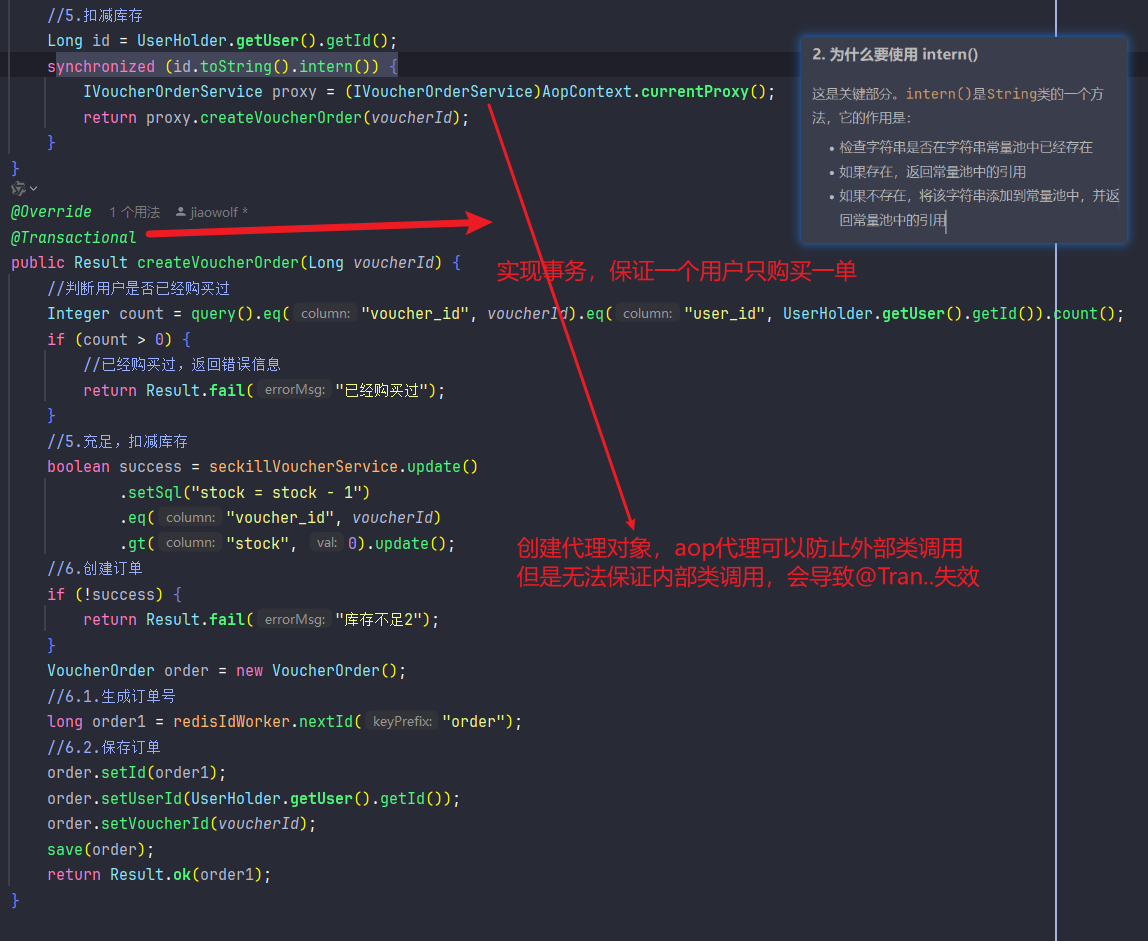 //5.扣减库存
Long id = UserHolder.getUser().getId();
synchronized (id.toString().intern()) {
IVoucherOrderService proxy = (IVoucherOrderService)AopContext.currentProxy();
return proxy.createVoucherOrder(voucherId);
}
}
2. 为什么要使用 intern()
这是关键部分。intern()是String类的一个方
法，它的作用是：
• 检查字符串是否在字符串常量池中已经存在
• 如果存在，返回常量池中的引用
• 如果不存在，将该字符串添加到常量池中，并返
回常量池中的引用
@Override 1 个用法 jiaowolf *
@Transactional
public Result createVoucherOrder(Long voucherId) {
实现事务，保证一个用户只购买一单
//判断用户是否已经购买过
Integer count = query().eq( column: "voucher_id", voucherId).eq( column: "user_id", UserHolder.getUser().getId()).count();
if (count > 0) {
//已经购买过，返回错误信息
return Result.fail( errorMsg: "已经购买过");
}
//5.充足，扣减库存
boolean success = seckillVoucherService.update()
.setSql("stock = stock - 1")
.eq( column: "voucher_id", voucherId)
.gt( column: "stock", val: 0).update();
创建代理对象，aop代理可以防止外部类调用
但是无法保证内部类调用，会导致@Tran..失效
//6.创建订单
if (!success) {
return Result.fail( errorMsg: "库存不足2");
}
VoucherOrder order = new VoucherOrder();
//6.1.生成订单号
long order1 = redisIdWorker.nextId( keyPrefix: "order");
//6.2.保存订单
order.setId(order1);
order.setUserId(UserHolder.getUser().getId());
order.setVoucherId(voucherId);
save(order);
return Result.ok(order1);
}